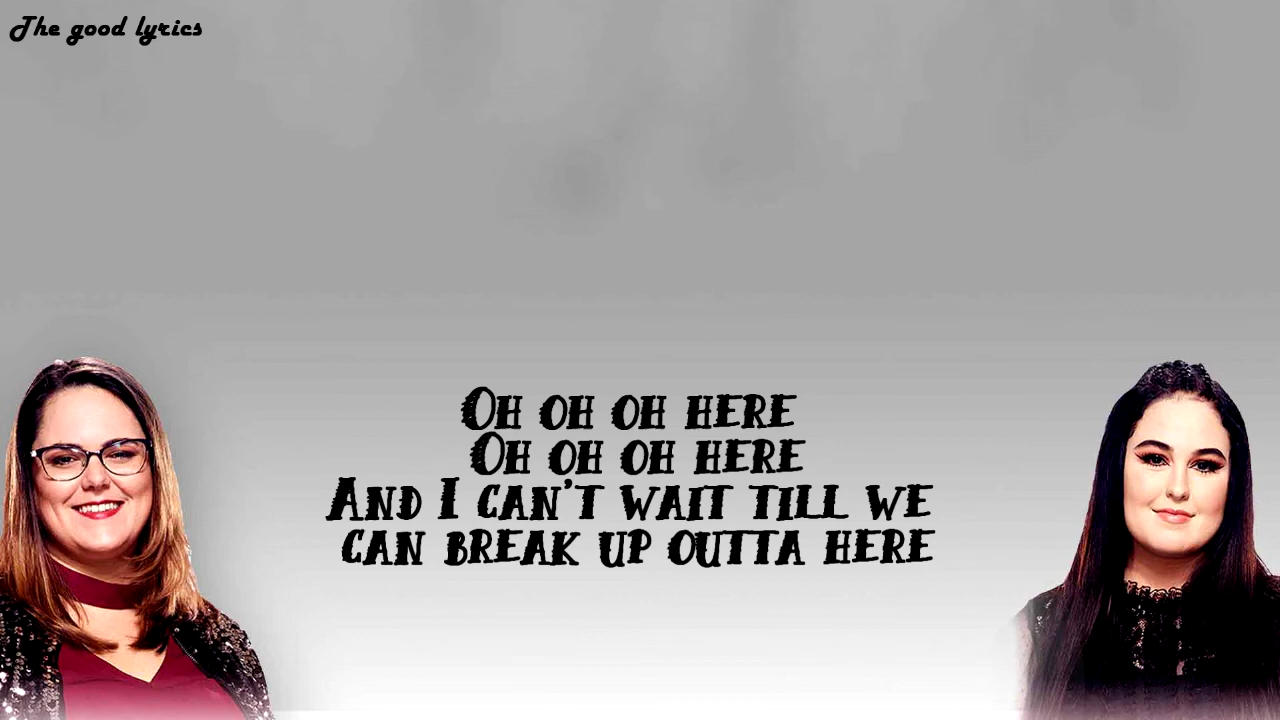 The good lyrics
Oh oh oh here
Oh oh oh here
And I can't wait till we
can break up outta here